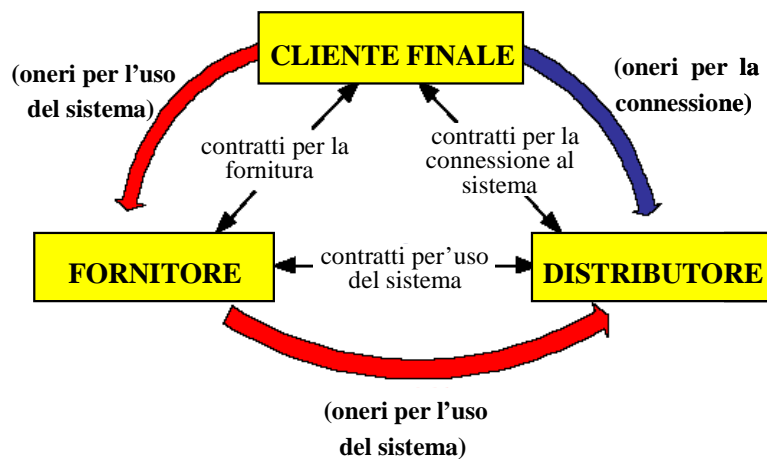 CLIENTE FINALE
(oneri per l'uso
del sistema)
(oneri per la
connessione)
contratti per la
fornitura
contratti per la
connessione al
sistema
FORNITORE
contratti per'uso
del sistema
DISTRIBUTORE
(oneri per l'uso
del sistema)